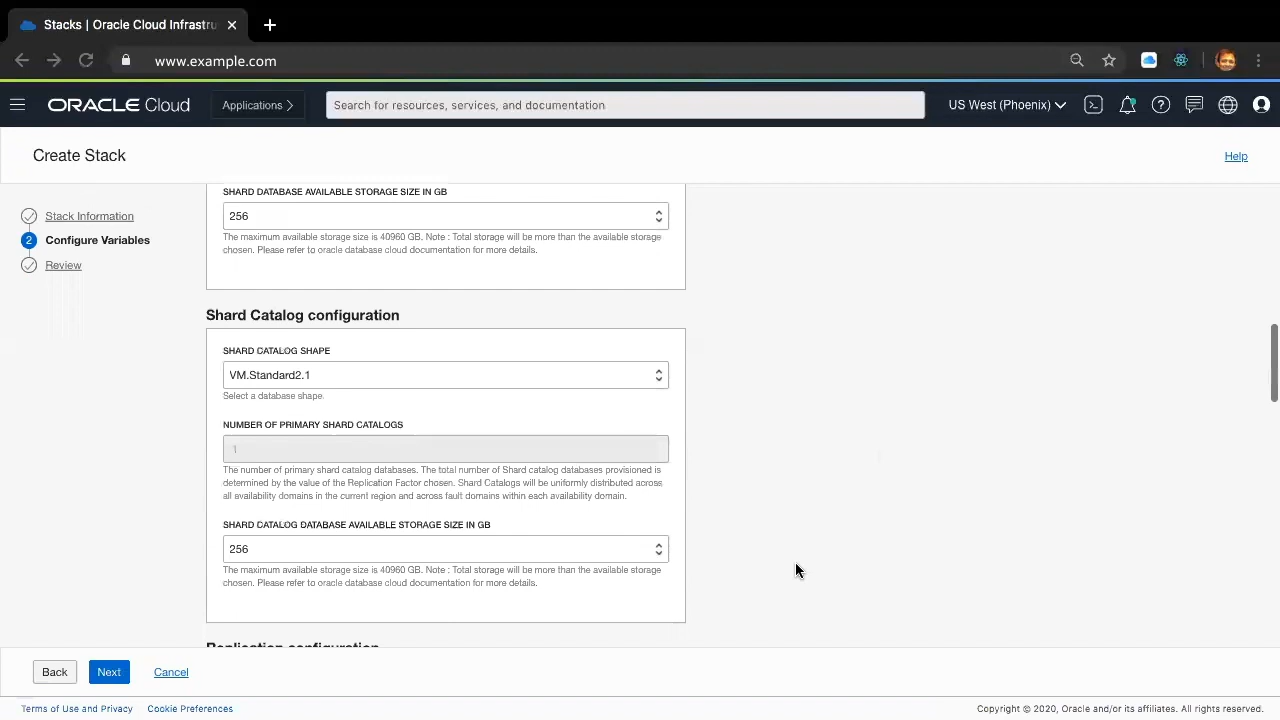 Stacks | Oracle Cloud Infrastru
www.example.com
ORACLE Cloud
Applications
Search for resources, services, and documentation
US West (Phoenix)
Create Stack
Help
Stack Information
2
Configure Variables
Review
SHARD DATABASE AVAILABLE STORAGE SIZE IN GB
256
The maximum available storage size is 40960 GB. Note : Total storage will be more than the available storage
chosen. Please refer to oracle database cloud documentation for more details.
Shard Catalog configuration
SHARD CATALOG SHAPE
VM.Standard2.1
Select a database shape.
NUMBER OF PRIMARY SHARD CATALOGS
1
The number of primary shard catalog databases. The total number of Shard catalog databases provisioned is
determined by the value of the Replication Factor chosen. Shard Catalogs will be uniformly distributed across
all availability domains in the current region and across fault domains within each availability domain.
SHARD CATALOG DATABASE AVAILABLE STORAGE SIZE IN GB
256
The maximum available storage size is 40960 GB. Note : Total storage will be more than the available storage
chosen. Please refer to oracle database cloud documentation for more details.
Replication configuration
Back
Next
Cancel
Terms of Use and Privacy
Cookie Preferences
Copyright © 2020, Oracle and/or its affiliates. All rights reserved.